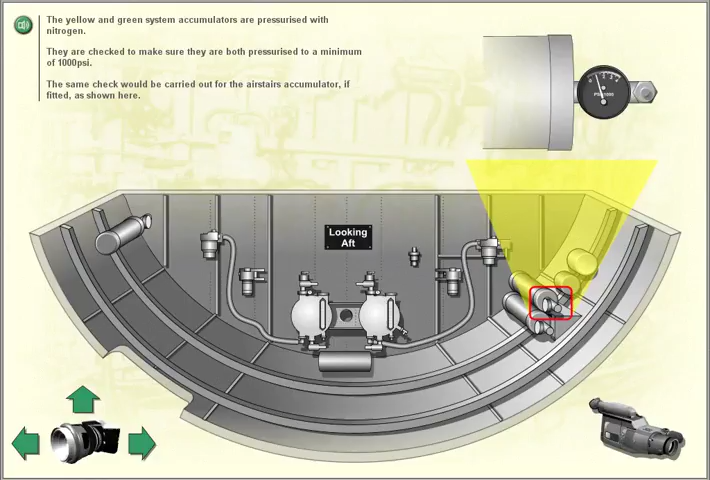 The yellow and green system accumulators are pressurised with
nitrogen.
They are checked to make sure they are both pressurised to a minimum
of 1000psi.
The same check would be carried out for the airstairs accumulator, if
fitted, as shown here.
Looking
Aft